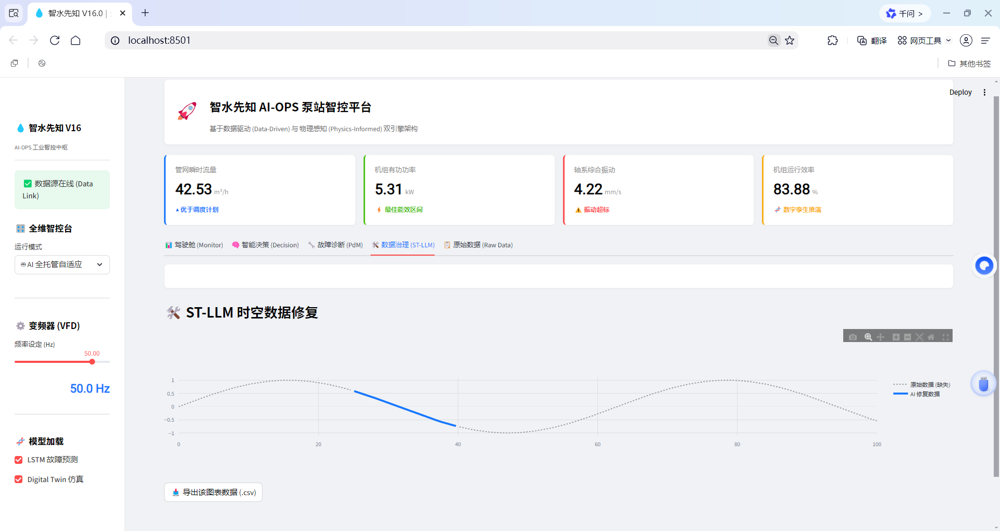 智水先知 V16.0 |
千问 >
localhost:8501
翻译
网页工具
其他书签
Deploy
智水先知 V16
AI-OPS 工业智控中枢
数据源在线 (Data
Link)
全维智控台
运行模式
AI 全托管自适应
变频器 (VFD)
频率设定 (Hz)
50.00
50.0 Hz
模型加载
LSTM 故障预测
Digital Twin 仿真
智水先知 AI-OPS 泵站智控平台
基于数据驱动 (Data-Driven) 与 物理感知 (Physics-Informed) 双引擎架构
管网瞬时流量
42.53 m³/h
▲ 优于调度计划
机组有功功率
5.31 kW
最佳能效区间
轴系综合振动
4.22 mm/s
振动超标
机组运行效率
83.88 %
数字孪生推演
驾驶舱 (Monitor)
智能决策 (Decision)
故障诊断 (PdM)
数据治理 (ST-LLM)
原始数据 (Raw Data)
ST-LLM 时空数据修复
1
0.5
0
−0.5
−1
0
20
40
60
80
100
原始数据 (缺失)
AI 修复数据
导出该图表数据 (.csv)